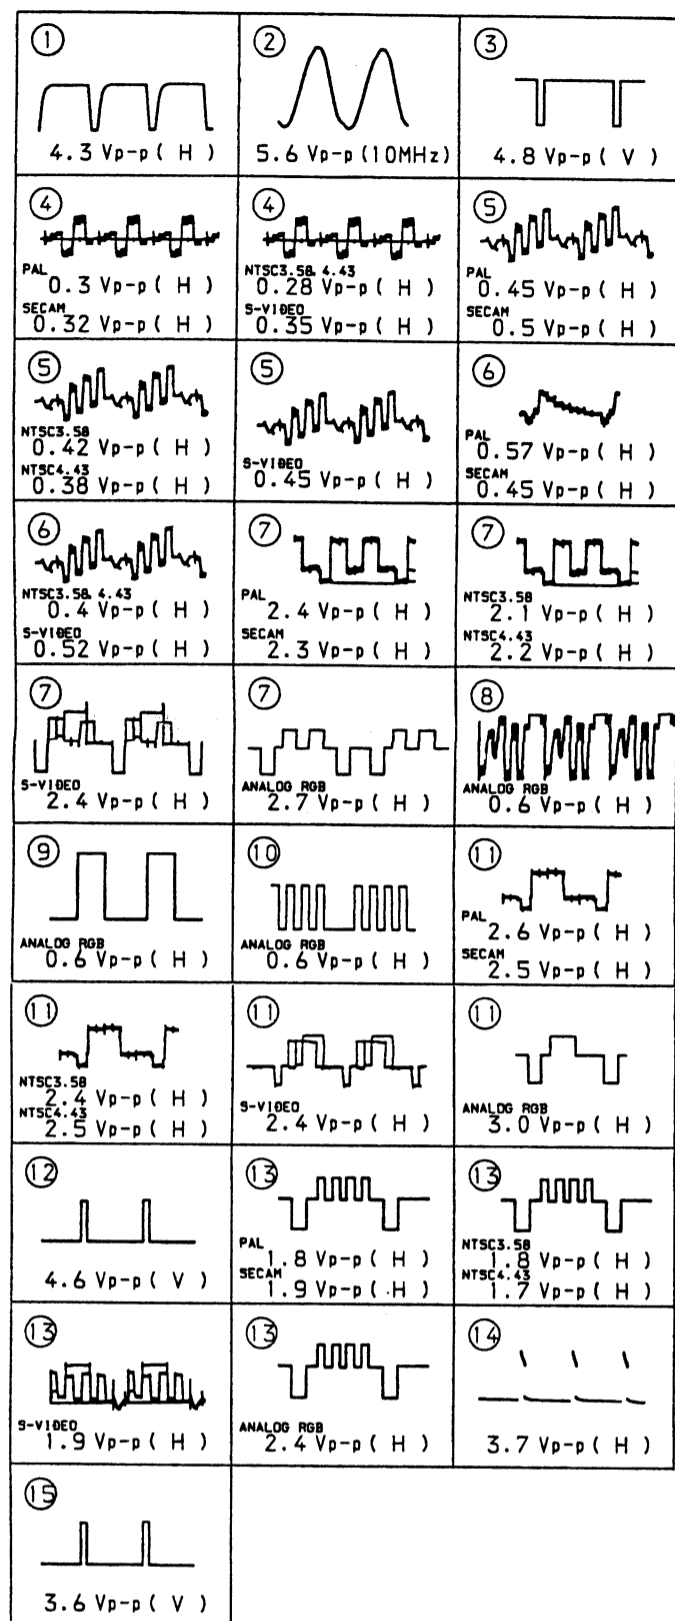 ①
4.3 Vp-p ( H )
②
5.6 Vp-p (10MHz)
③
4.8 Vp-p ( V )
④
PAL
0.3 Vp-p ( H )
SECAM
0.32 Vp-p ( H )
④
NTSC3.58& 4.43
0.28 Vp-p ( H )
S-VIDEO
0.35 Vp-p ( H )
⑤
PAL
0.45 Vp-p ( H )
SECAM
0.5 Vp-p ( H )
⑤
NTSC3.58
0.42 Vp-p ( H )
NTSC4.43
0.38 Vp-p ( H )
⑤
S-VIDEO
0.45 Vp-p ( H )
⑥
PAL
0.57 Vp-p ( H )
SECAM
0.45 Vp-p ( H )
⑥
NTSC3.58& 4.43
0.4 Vp-p ( H )
S-VIDEO
0.52 Vp-p ( H )
⑦
PAL
2.4 Vp-p ( H )
SECAM
2.3 Vp-p ( H )
⑦
NTSC3.58
2.1 Vp-p ( H )
NTSC4.43
2.2 Vp-p ( H )
⑦
S-VIDEO
2.4 Vp-p ( H )
⑦
ANALOG RGB
2.7 Vp-p ( H )
⑧
ANALOG RGB
0.6 Vp-p ( H )
⑨
ANALOG RGB
0.6 Vp-p ( H )
⑩
ANALOG RGB
0.6 Vp-p ( H )
⑪
PAL
2.6 Vp-p ( H )
SECAM
2.5 Vp-p ( H )
⑪
NTSC3.58
2.4 Vp-p ( H )
NTSC4.43
2.5 Vp-p ( H )
⑪
S-VIDEO
2.4 Vp-p ( H )
⑪
ANALOG RGB
3.0 Vp-p ( H )
⑫
4.6 Vp-p ( V )
⑬
PAL
1.8 Vp-p ( H )
SECAM
1.9 Vp-p ( H )
⑬
NTSC3.58
1.8 Vp-p ( H )
NTSC4.43
1.7 Vp-p ( H )
⑬
S-VIDEO
1.9 Vp-p ( H )
⑬
ANALOG RGB
2.4 Vp-p ( H )
⑭
3.7 Vp-p ( H )
⑮
3.6 Vp-p ( V )